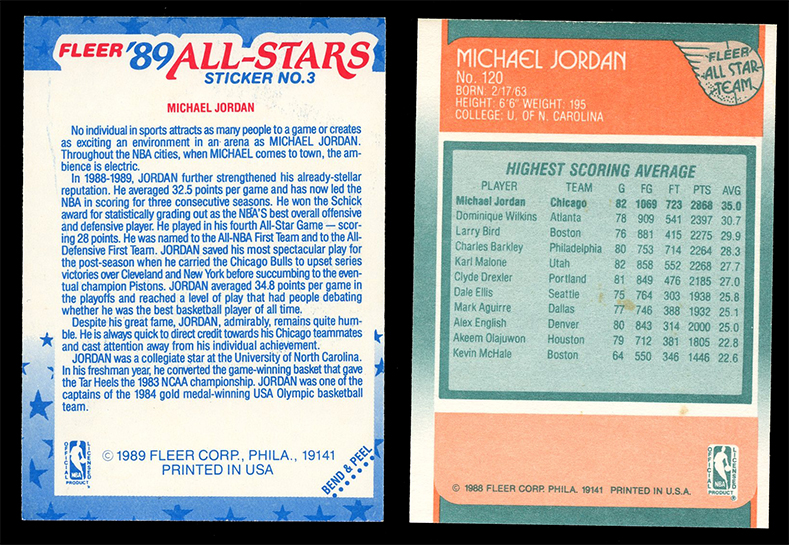 FLEER '89 ALL-STARS
STICKER NO.3
MICHAEL JORDAN
No individual in sports attracts as many people to a game or creates
as exciting an environment in an arena as MICHAEL JORDAN.
Throughout the NBA cities, when MICHAEL comes to town, the am-
bience is electric.
In 1988-1989, JORDAN further strengthened his already-stellar
reputation. He averaged 32.5 points per game and has now led the
NBA in scoring for three consecutive seasons. He won the Schick
award for statistically grading out as the NBA'S best overall offensive
and defensive player. He played in his fourth All-Star Game — scor-
ing 28 points. He was named to the All-NBA First Team and to the All-
Defensive First Team. JORDAN saved his most spectacular play for
the post-season when he carried the Chicago Bulls to upset series
victories over Cleveland and New York before succumbing to the even-
tual champion Pistons. JORDAN averaged 34.8 points per game in
the playoffs and reached a level of play that had people debating
whether he was the best basketball player of all time.
Despite his great fame, JORDAN, admirably, remains quite hum-
ble. He is always quick to direct credit towards his Chicago teammates
and cast attention away from his individual achievement.
JORDAN was a collegiate star at the University of North Carolina.
In his freshman year, he converted the game-winning basket that gave
the Tar Heels the 1983 NCAA championship. JORDAN was one of the
captains of the 1984 gold medal-winning USA Olympic basketball
team.
OFFICIAL LICENSED
NBA
PRODUCT
© 1989 FLEER CORP., PHILA., 19141
PRINTED IN USA
BEND & PEEL
MICHAEL JORDAN
No. 120
BORN: 2/17/63
HEIGHT: 6'6" WEIGHT: 195
COLLEGE: U. OF N. CAROLINA
FLEER
ALL STAR
TEAM
HIGHEST SCORING AVERAGE
PLAYER TEAM G FG FT PTS AVG
Michael Jordan Chicago 82 1069 723 2868 35.0
Dominique Wilkins Atlanta 78 909 541 2397 30.7
Larry Bird Boston 76 881 415 2275 29.9
Charles Barkley Philadelphia 80 753 714 2264 28.3
Karl Malone Utah 82 858 552 2268 27.7
Clyde Drexler Portland 81 849 476 2185 27.0
Dale Ellis Seattle 75 764 303 1938 25.8
Mark Aguirre Dallas 77 746 388 1932 25.1
Alex English Denver 80 843 314 2000 25.0
Akeem Olajuwon Houston 79 712 381 1805 22.8
Kevin McHale Boston 64 550 346 1446 22.6
© 1988 FLEER CORP. PHILA. 19141 PRINTED IN U.S.A.
OFFICIAL LICENSED
NBA
PRODUCT